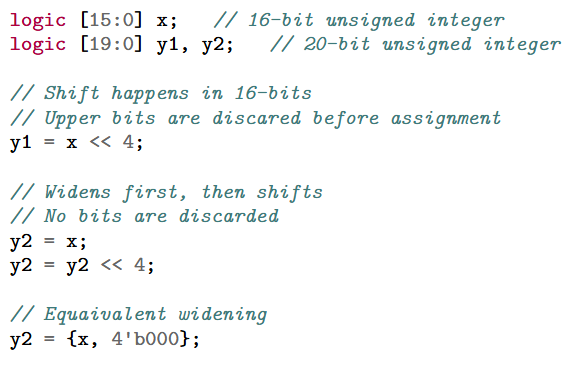 logic [15:0] x;   // 16-bit unsigned integer
logic [19:0] y1, y2;   // 20-bit unsigned integer
// Shift happens in 16-bits
// Upper bits are discared before assignment
y1 = x << 4;
// Widens first, then shifts
// No bits are discarded
y2 = x;
y2 = y2 << 4;
// Equaivalent widening
y2 = {x, 4'b000};